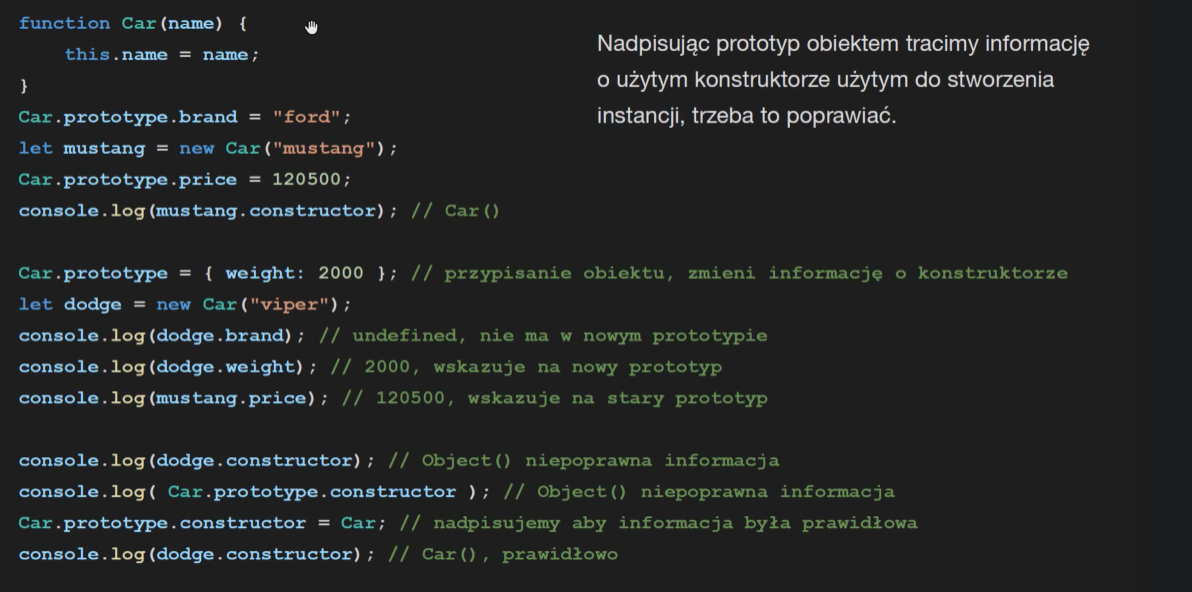 function Car(name) {
    this.name = name;
}
Car.prototype.brand = "ford";
let mustang = new Car("mustang");
Car.prototype.price = 120500;
console.log(mustang.constructor); // Car()
Nadpisując prototyp obiektem tracimy informację
o użytym konstruktorze użytym do stworzenia
instancji, trzeba to poprawiać.
Car.prototype = { weight: 2000 }; // przypisanie obiektu, zmieni informację o konstruktorze
let dodge = new Car("viper");
console.log(dodge.brand); // undefined, nie ma w nowym prototypie
console.log(dodge.weight); // 2000, wskazuje na nowy prototyp
console.log(mustang.price); // 120500, wskazuje na stary prototyp
console.log(dodge.constructor); // Object() niepoprawna informacja
console.log( Car.prototype.constructor ); // Object() niepoprawna informacja
Car.prototype.constructor = Car; // nadpisujemy aby informacja była prawidłowa
console.log(dodge.constructor); // Car(), prawidłowo